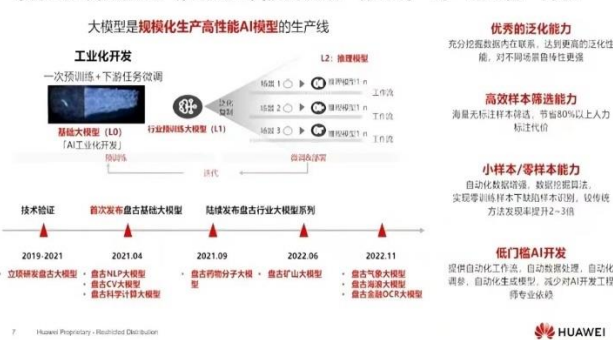 大模型是规模化生产高性能AI模型的生产线
工业化开发
一次预训练+下游任务微调
基础大模型（L0）
「AI工业化开发」
行业预训练大模型（L1）
L2：推理模型
场景 1
场景 2
场景 3
工作流
工作流
工作流
预训练
迭代
技术验证
首次发布盘古基础大模型
陆续发布盘古行业大模型系列
2019-2021
2021.04
2021.09
2022.06
2022.11
• 立项研发盘古大模型
• 盘古NLP大模型
• 盘古CV大模型
• 盘古科学计算大模型
• 盘古药物分子大模
• 盘古矿山大模型
• 盘古气象大模型
• 盘古海浪大模型
• 盘古金融OCR大模型
优秀的泛化能力
充分挖掘数据内在联系，达到更高的泛化性
能，对不同场景鲁棒性更强
高效样本筛选能力
海量无标注样本筛选，节省80%以上人力
标注代价
小样本/零样本能力
自动化数据增强，数据挖掘算法，
实现零训练样本下缺陷样本识别，较传统
方法发现率提升2~3倍
低门槛AI开发
提供自动化工作流，自动数据处理，自动化
调参，自动化生成模型，减少对AI开发工程
师专业依赖
7 Huawei Proprietary - Restricted Distribution
HUAWEI